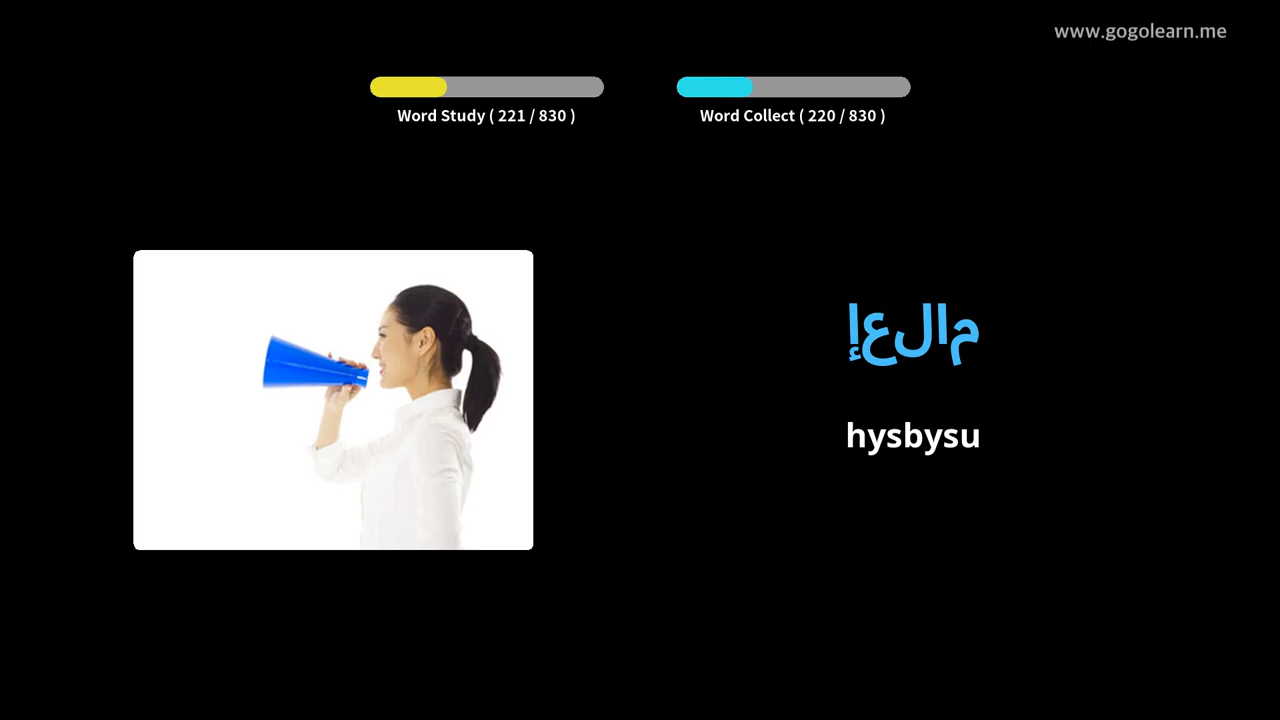 www.gogolearn.me
Word Study ( 221 / 830 )
Word Collect ( 220 / 830 )
إعلام
hysbysu